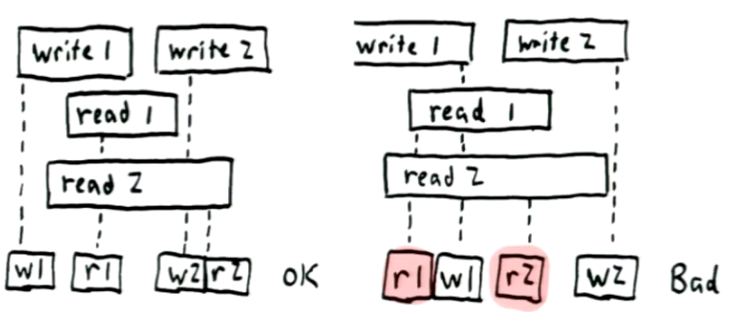 write 1 write 2 write 1 write 2
read 1 read 1
read 2 read 2
w1 r1 w2 r2 OK r1 w1 r2 w2 Bad